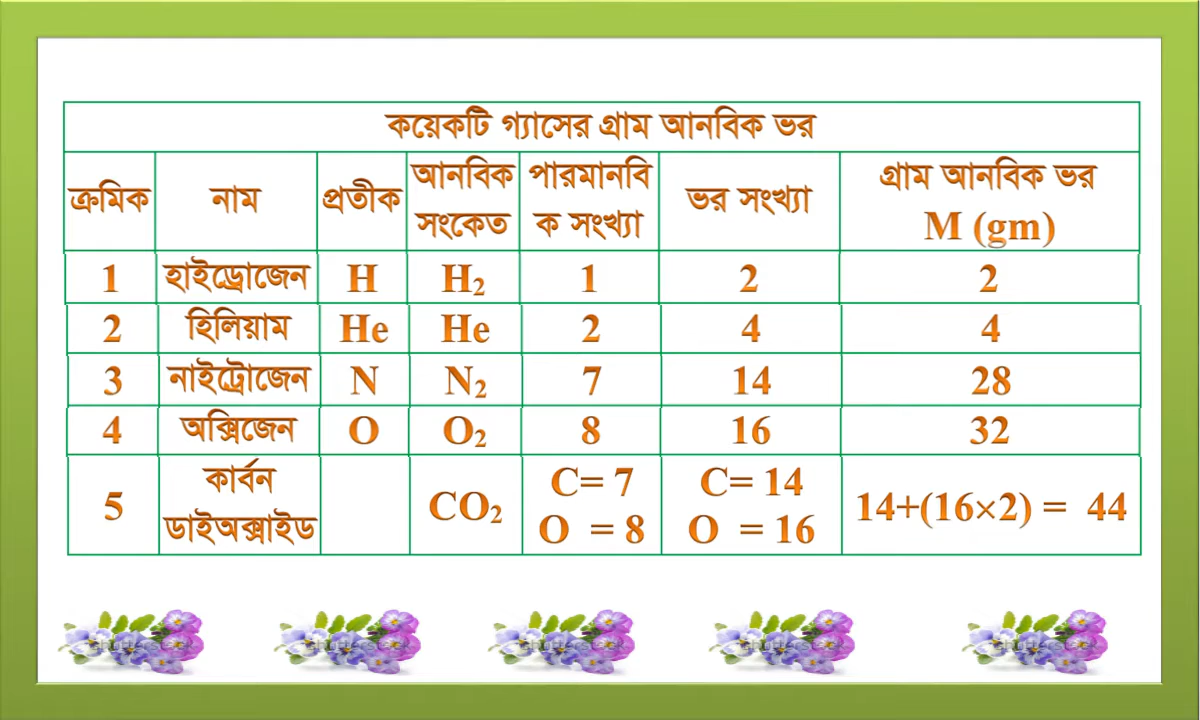 কয়েকটি গ্যাসের গ্রাম আনবিক ভর
ক্রমিক নাম প্রতীক আনবিক সংকেত পারমানবিক সংখ্যা ভর সংখ্যা গ্রাম আনবিক ভর M (gm)
1 হাইড্রোজেন H H₂ 1 2 2
2 হিলিয়াম He He 2 4 4
3 নাইট্রোজেন N N₂ 7 14 28
4 অক্সিজেন O O₂ 8 16 32
5 কার্বন ডাইঅক্সাইড CO₂ C= 7 O = 8 C= 14 O = 16 14+(16×2) = 44